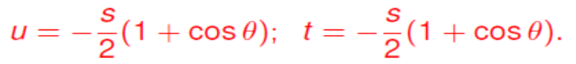 u = −s/2(1 + cos θ); t = −s/2(1 + cos θ).